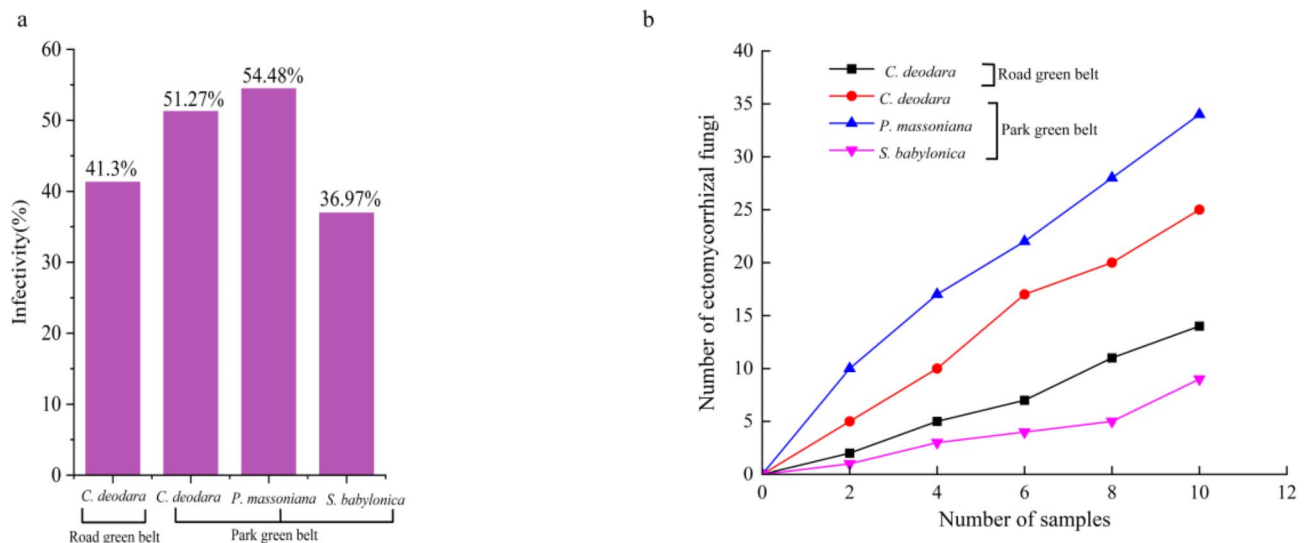 a
60
50
40
30
20
10
0
Infectivity(%)
41.3%
51.27%
54.48%
36.97%
C. deodara C. deodara P. massoniana S. babylonica
Road green belt Park green belt
b
40
35
30
25
20
15
10
5
0
Number of ectomycorrhizal fungi
C. deodara Road green belt
C. deodara
P. massoniana Park green belt
S. babylonica
0 2 4 6 8 10 12
Number of samples